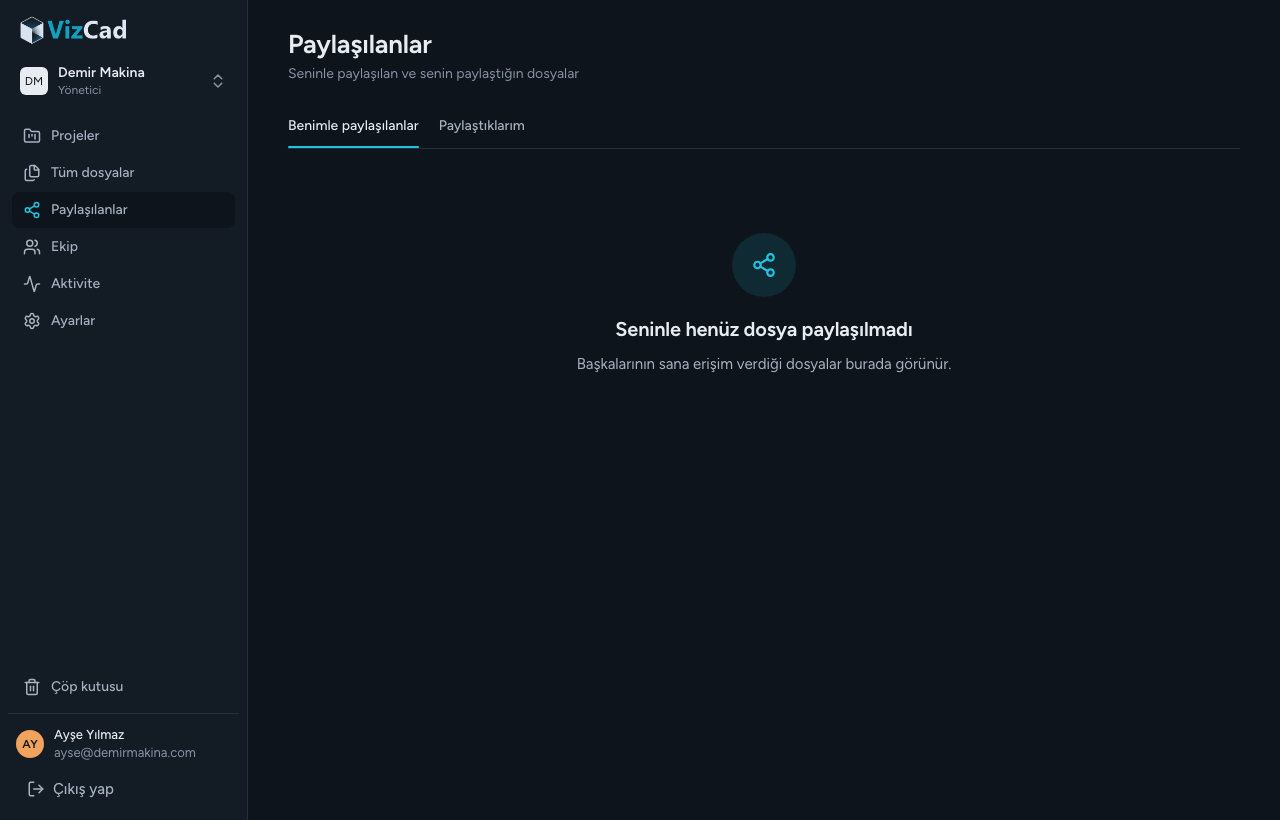 VizCad
DM
Demir Makina
Yönetici
Projeler
Tüm dosyalar
Paylaşılanlar
Ekip
Aktivite
Ayarlar
Çöp kutusu
AY
Ayşe Yılmaz
ayse@demirmakina.com
Çıkış yap
Paylaşılanlar
Seninle paylaşılan ve senin paylaştığın dosyalar
Benimle paylaşılanlar
Paylaştıklarım
Seninle henüz dosya paylaşılmadı
Başkalarının sana erişim verdiği dosyalar burada görünür.